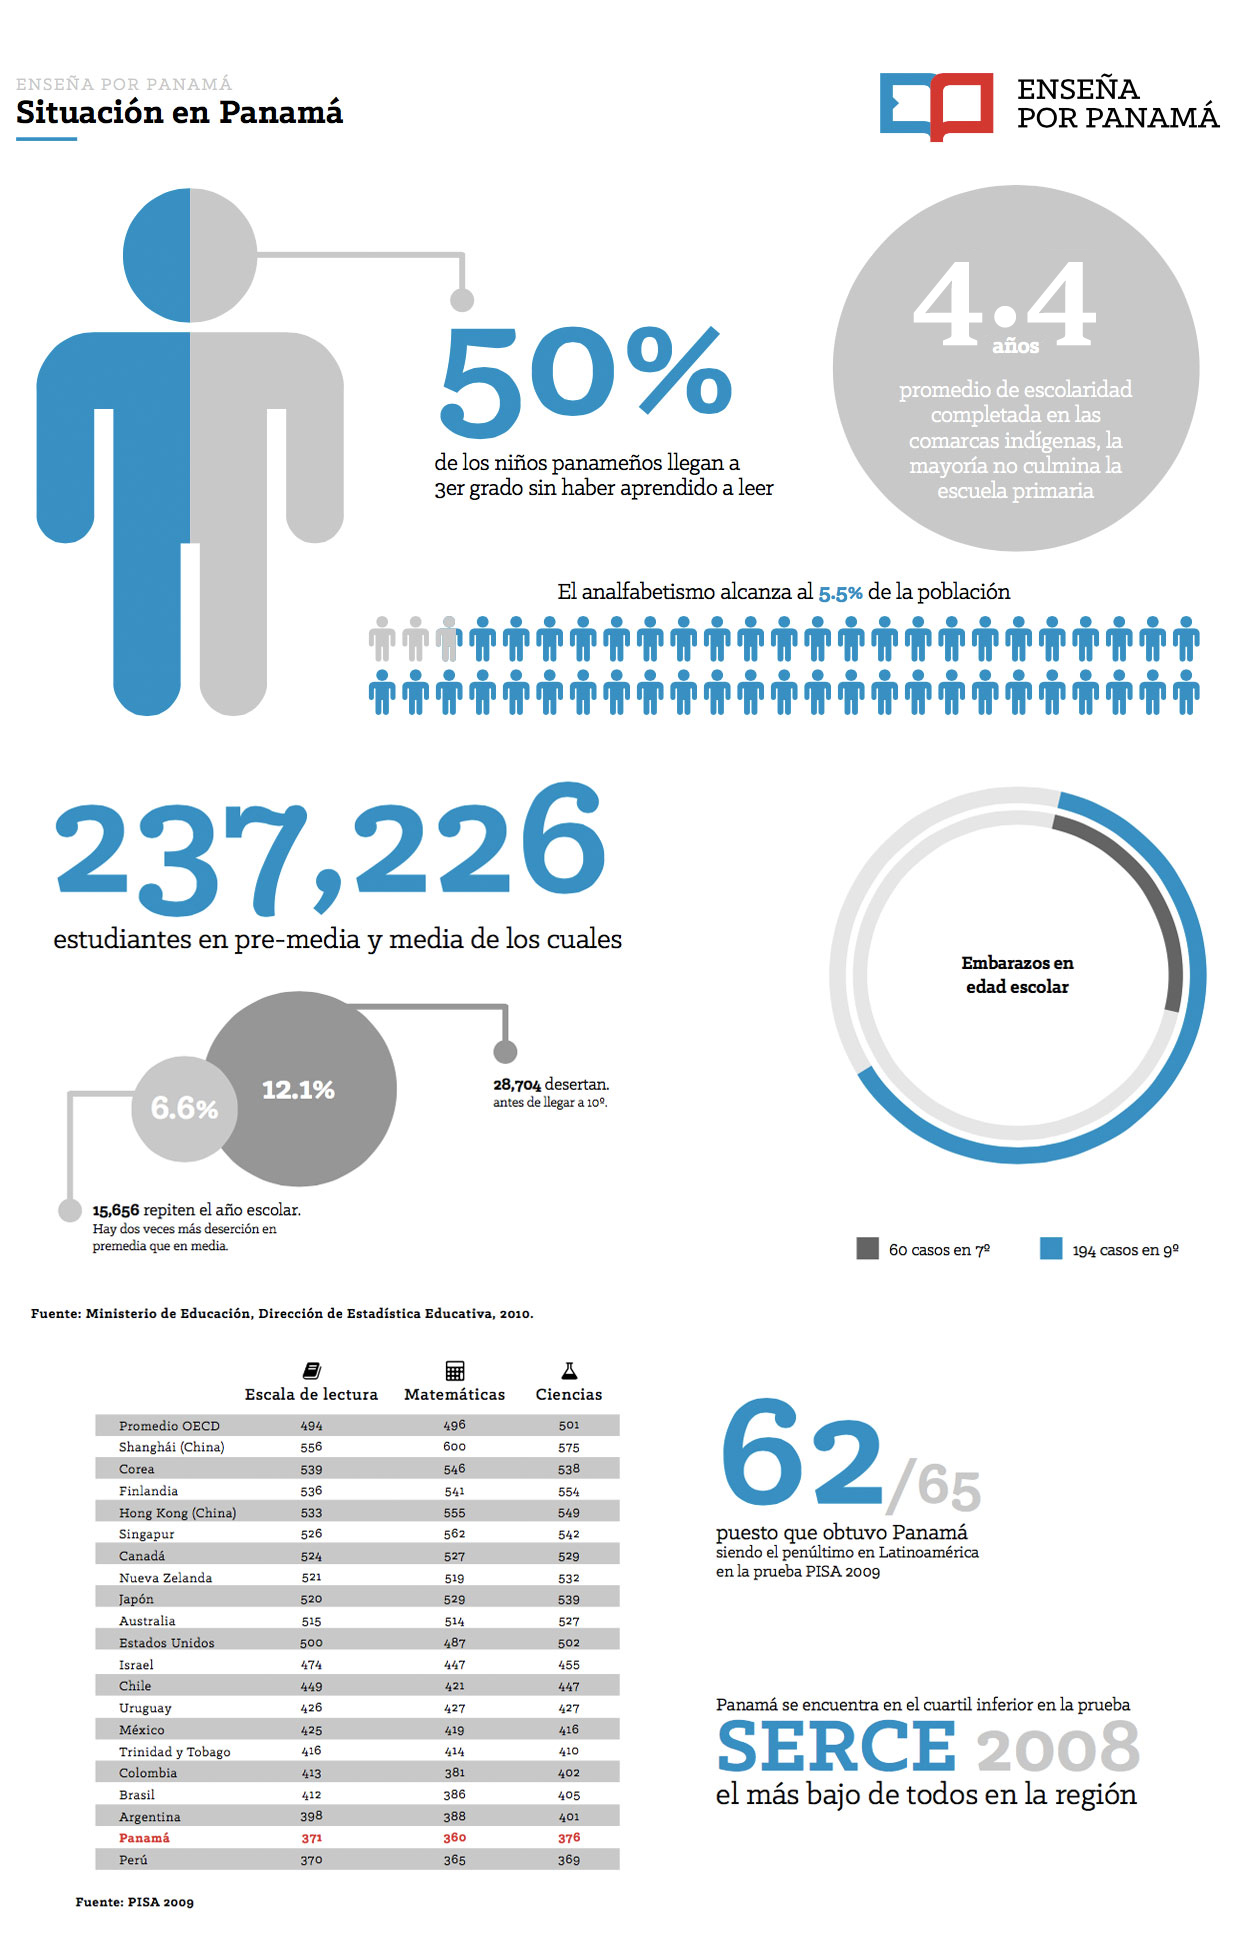 ENSEÑA POR PANAMÁ
Situación en Panamá
ENSEÑA
POR PANAMÁ
50%
de los niños panameños llegan a
3er grado sin haber aprendido a leer
4.4
años
promedio de escolaridad
completada en las
comarcas indígenas, la
mayoría no culmina la
escuela primaria
El analfabetismo alcanza al 5.5% de la población
237,226
estudiantes en pre-media y media de los cuales
6.6%
12.1%
28,704 desertan.
antes de llegar a 10º.
15,656 repiten el año escolar.
Hay dos veces más deserción en
premedia que en media.
Embarazos en
edad escolar
60 casos en 7º
194 casos en 9º
Fuente: Ministerio de Educación, Dirección de Estadística Educativa, 2010.
Escala de lectura Matemáticas Ciencias
Promedio OECD 494 496 501
Shanghái (China) 556 600 575
Corea 539 546 538
Finlandia 536 541 554
Hong Kong (China) 533 555 549
Singapur 526 562 542
Canadá 524 527 529
Nueva Zelanda 521 519 532
Japón 520 529 539
Australia 515 514 527
Estados Unidos 500 487 502
Israel 474 447 455
Chile 449 421 447
Uruguay 426 427 427
México 425 419 416
Trinidad y Tobago 416 414 410
Colombia 413 381 402
Brasil 412 386 405
Argentina 398 388 401
Panamá 371 360 376
Perú 370 365 369
Fuente: PISA 2009
62/65
puesto que obtuvo Panamá
siendo el penúltimo en Latinoamérica
en la prueba PISA 2009
Panamá se encuentra en el cuartil inferior en la prueba
SERCE 2008
el más bajo de todos en la región